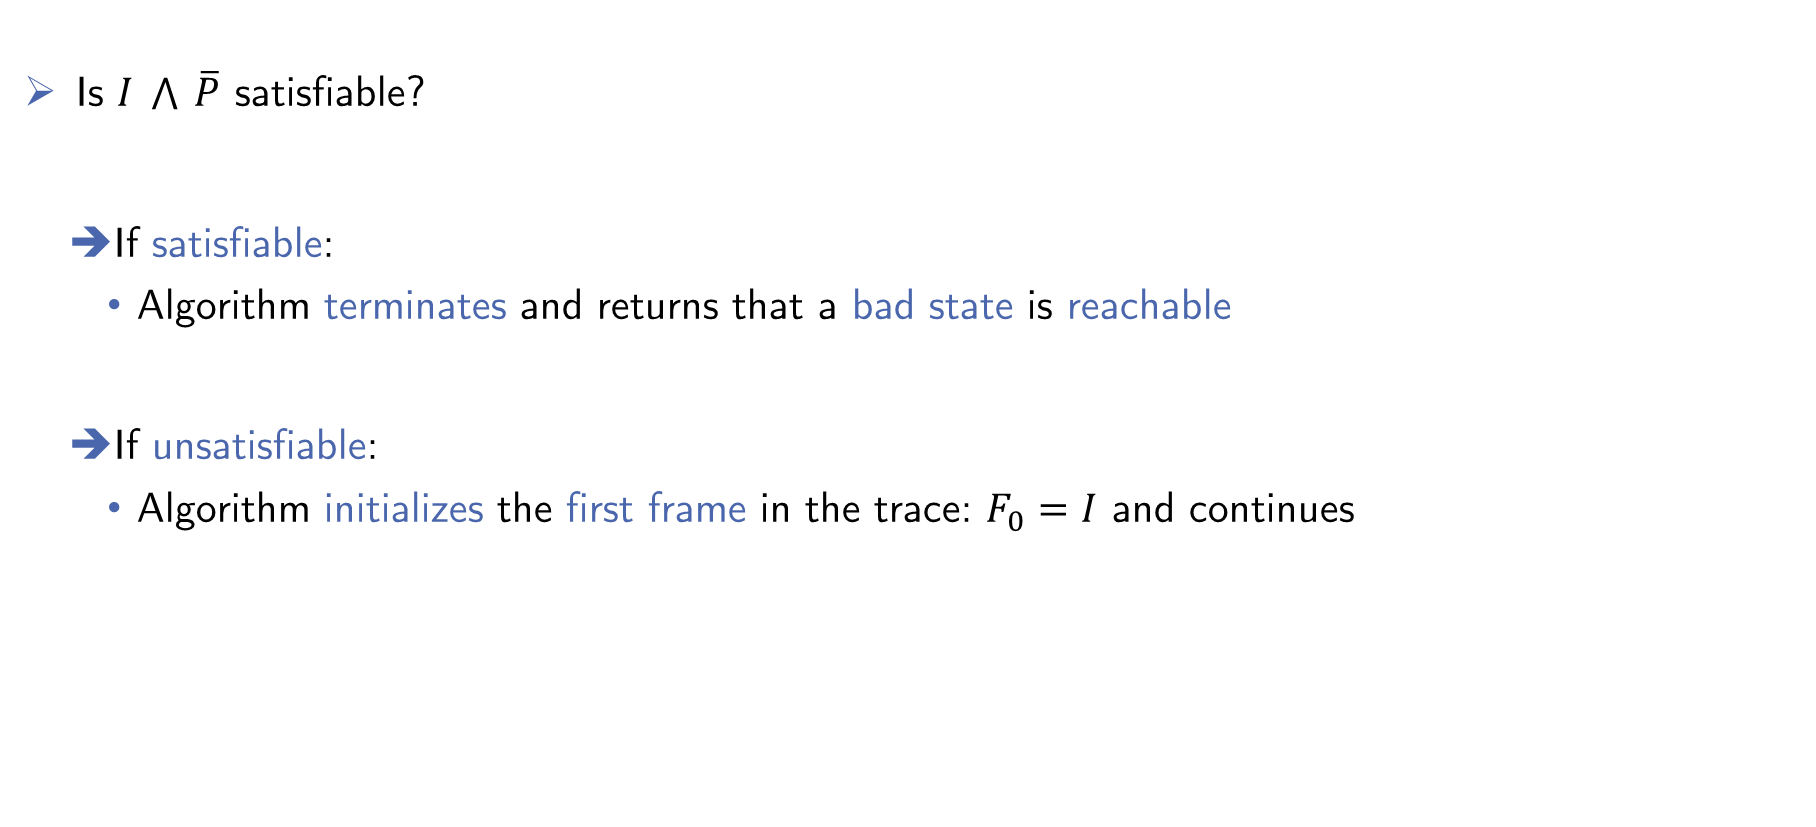 ➢ Is I ∧ P̄ satisfiable?
➔ If satisfiable:
• Algorithm terminates and returns that a bad state is reachable
➔ If unsatisfiable:
• Algorithm initializes the first frame in the trace: F₀ = I and continues